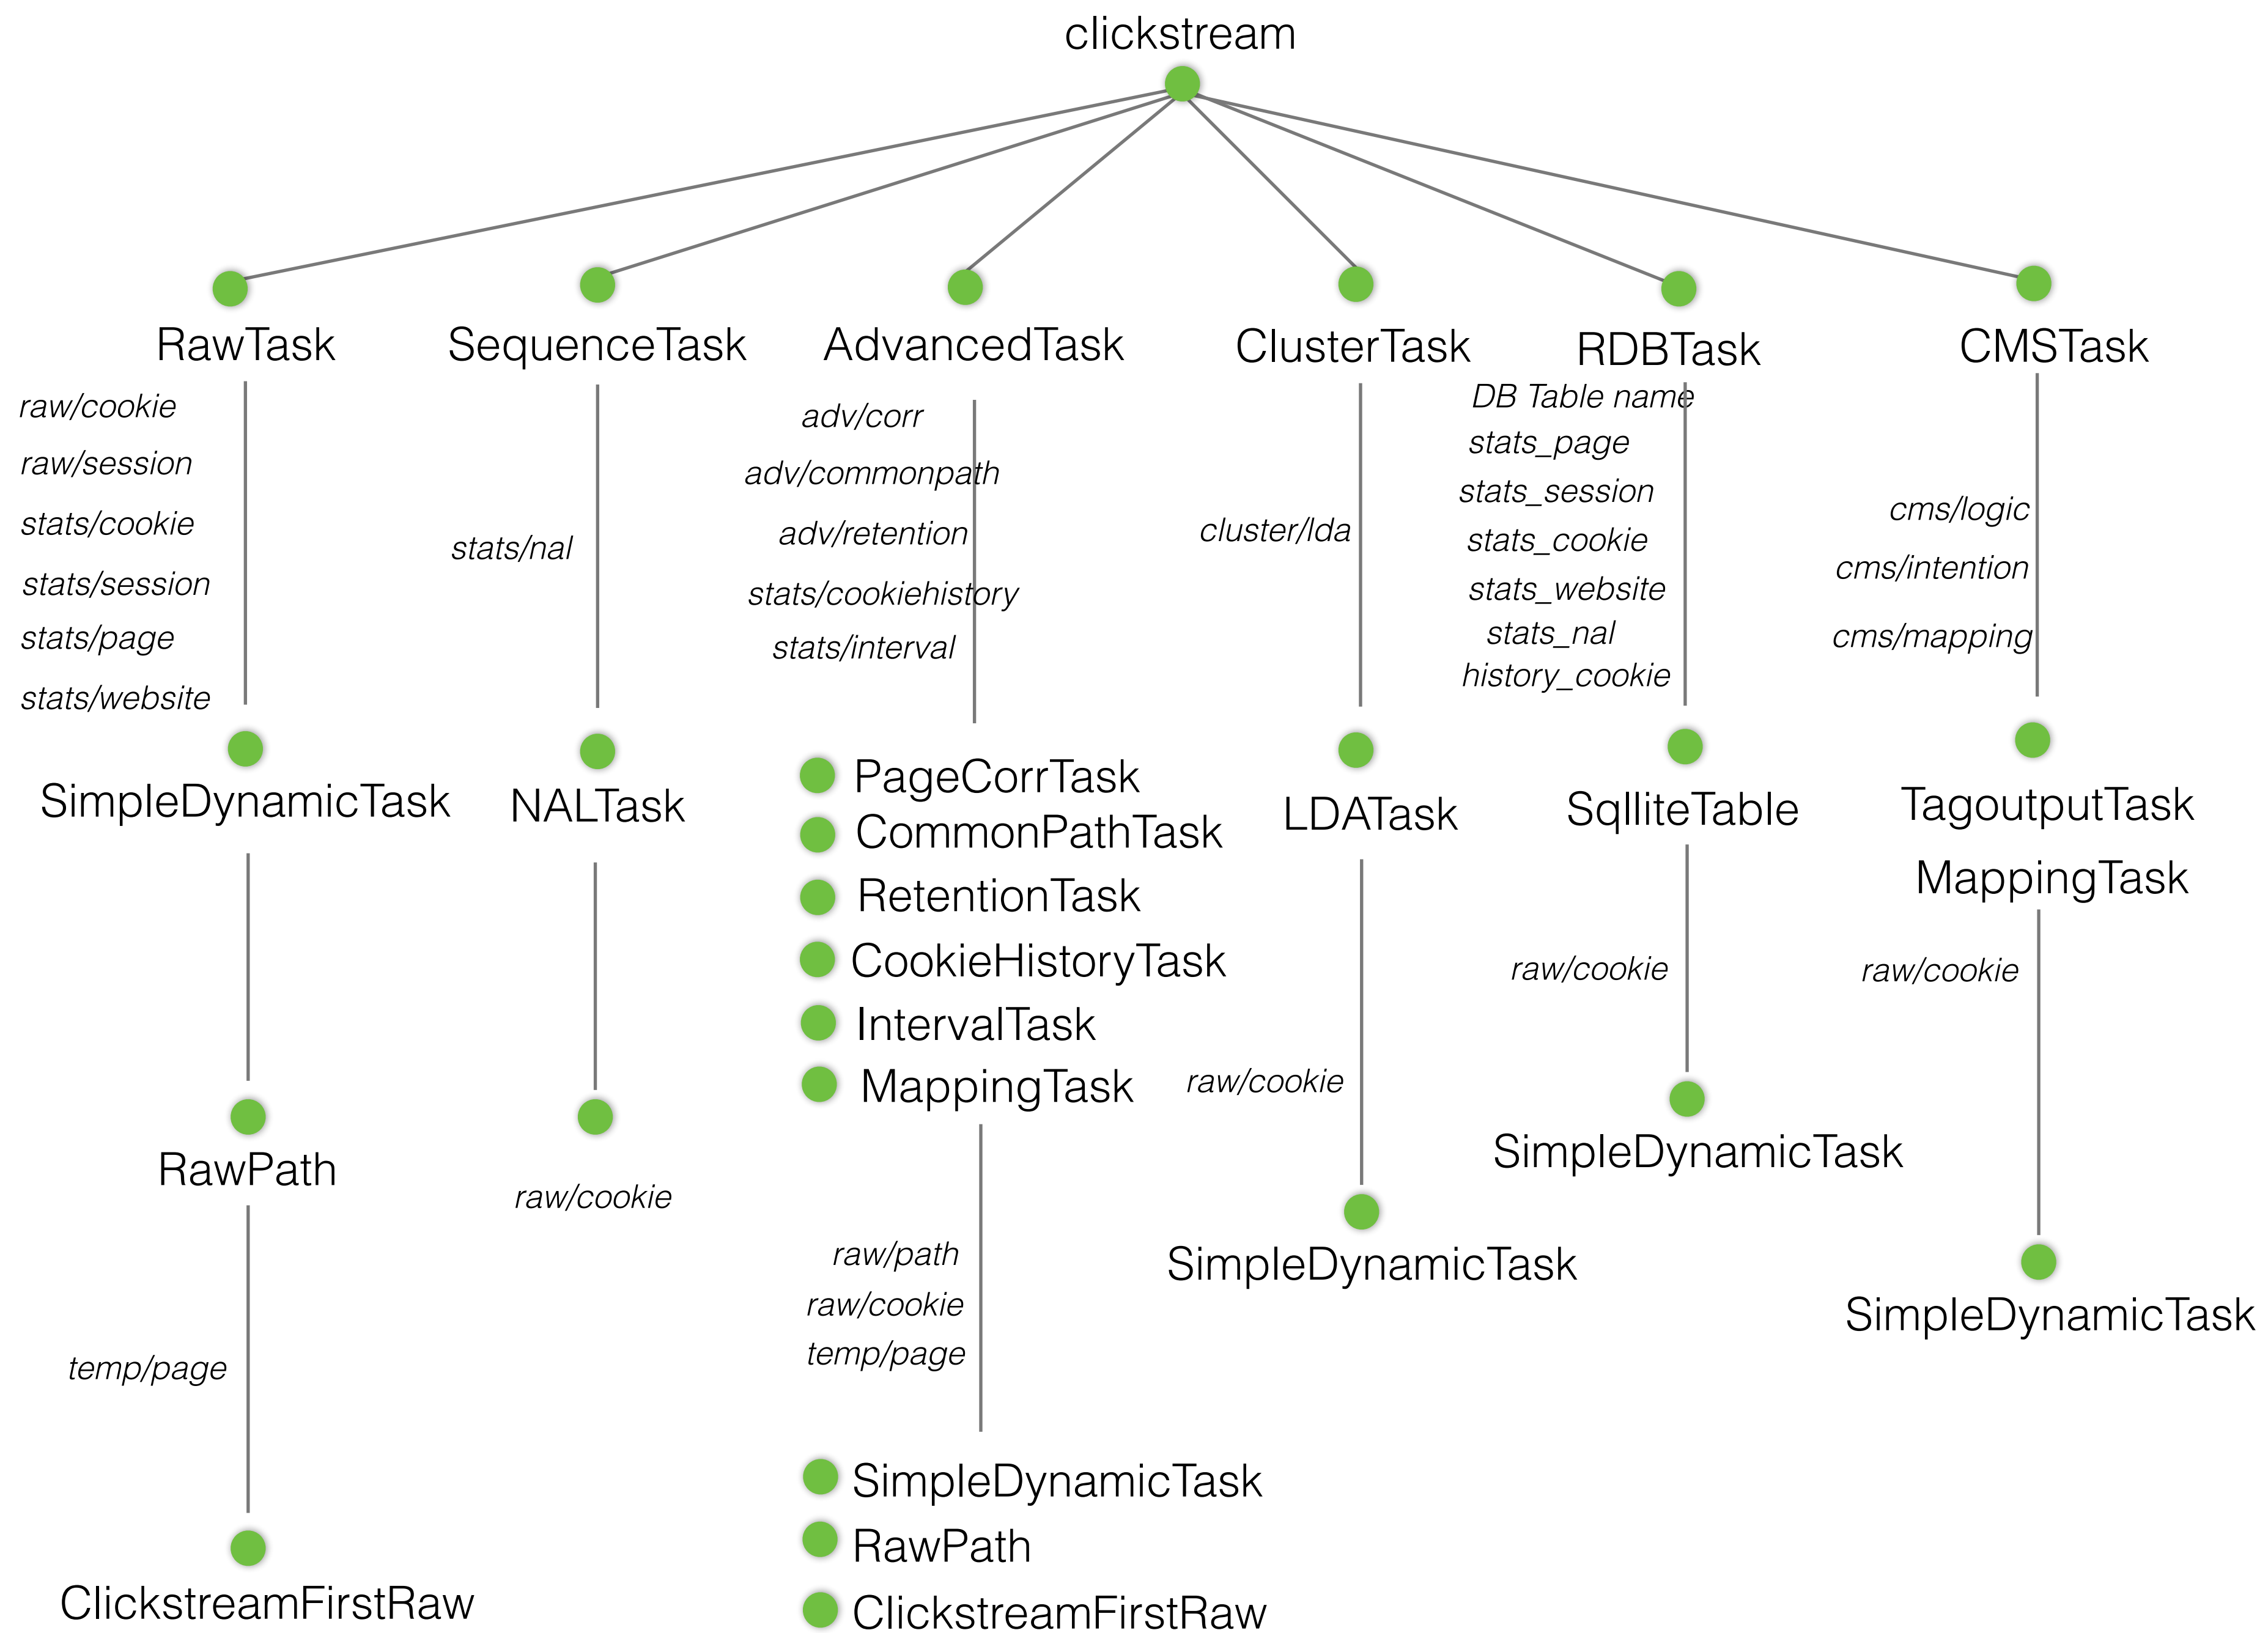 clickstream
RawTask
SequenceTask
AdvancedTask
ClusterTask
RDBTask
CMSTask
raw/cookie
raw/session
stats/cookie
stats/session
stats/page
stats/website
stats/nal
adv/corr
adv/commonpath
adv/retention
stats/cookiehistory
stats/interval
cluster/lda
DB Table name
stats_page
stats_session
stats_cookie
stats_website
stats_nal
history_cookie
cms/logic
cms/intention
cms/mapping
SimpleDynamicTask
NALTask
PageCorrTask
CommonPathTask
RetentionTask
CookieHistoryTask
IntervalTask
MappingTask
LDATask
SqlliteTable
TagoutputTask
MappingTask
raw/cookie
raw/cookie
raw/cookie
RawPath
raw/cookie
SimpleDynamicTask
SimpleDynamicTask
SimpleDynamicTask
raw/path
raw/cookie
temp/page
temp/page
SimpleDynamicTask
RawPath
ClickstreamFirstRaw
ClickstreamFirstRaw